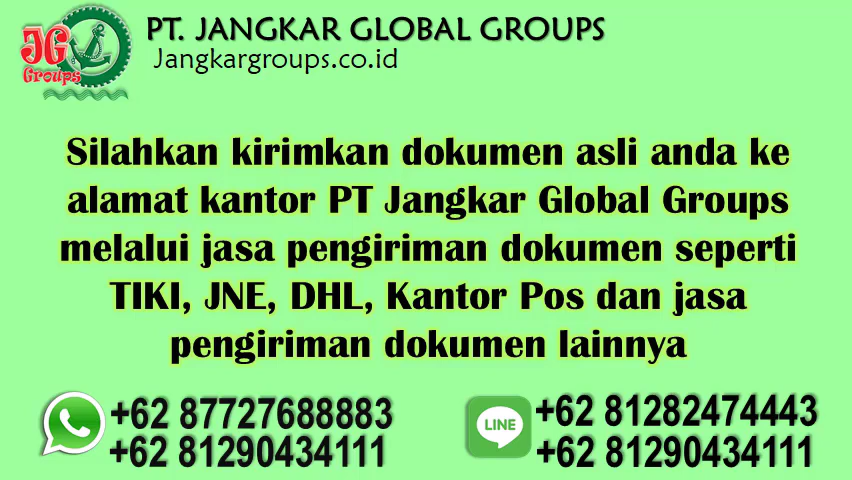 JG
Groups
PT. JANGKAR GLOBAL GROUPS
Jangkargroups.co.id
Silahkan kirimkan dokumen asli anda ke
alamat kantor PT Jangkar Global Groups
melalui jasa pengiriman dokumen seperti
TIKI, JNE, DHL, Kantor Pos dan jasa
pengiriman dokumen lainnya
+62 87727688883
+62 81290434111
LINE
+62 81282474443
+62 81290434111